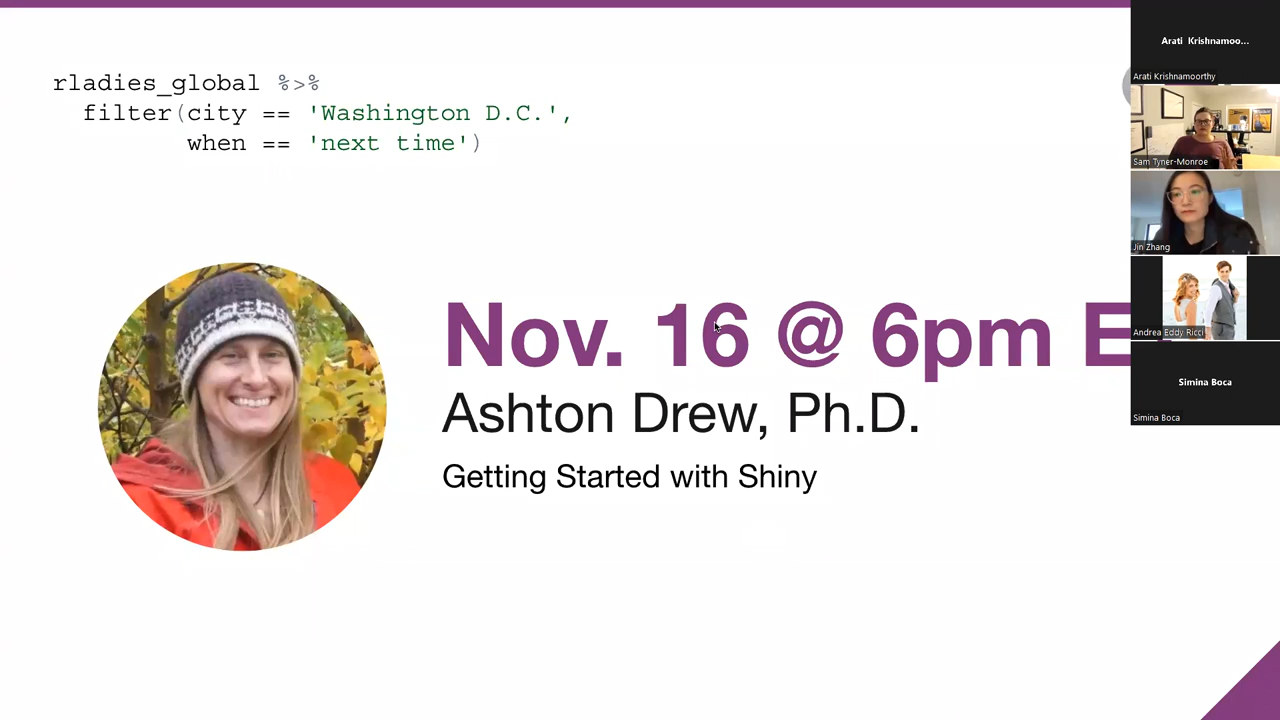 rladies_global %>%
filter(city == 'Washington D.C.',
when == 'next time')
Nov. 16 @ 6pm E
Ashton Drew, Ph.D.
Getting Started with Shiny
Arati Krishnamoo...
Arati Krishnamoorthy
Sam Tyner-Monroe
Jin Zhang
Andrea Eddy Ricci
Simina Boca
Simina Boca